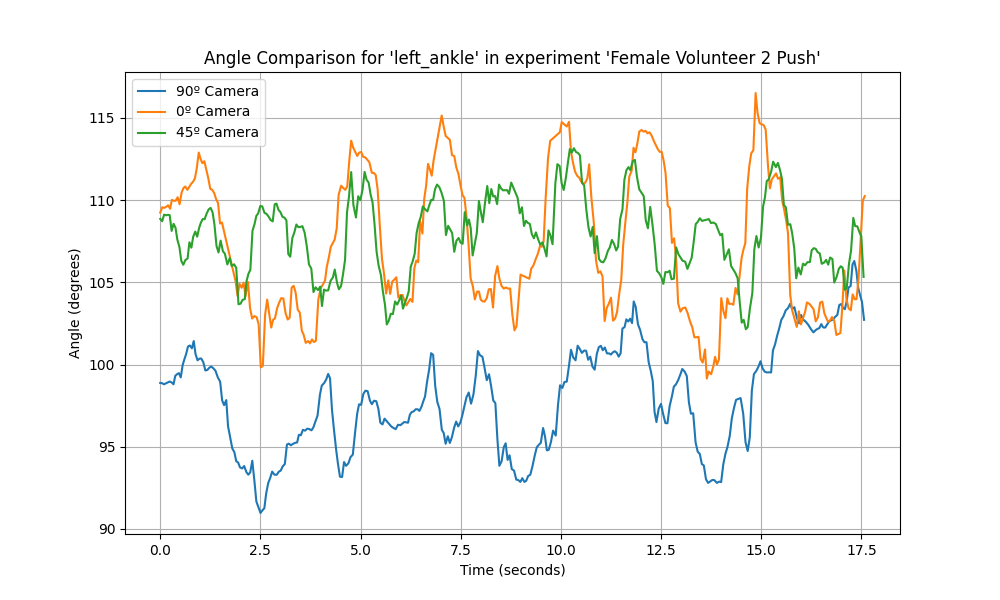 Angle Comparison for 'left_ankle' in experiment 'Female Volunteer 2 Push'
90º Camera
0º Camera
45º Camera
115
110
105
100
95
90
Angle (degrees)
0.0 2.5 5.0 7.5 10.0 12.5 15.0 17.5
Time (seconds)